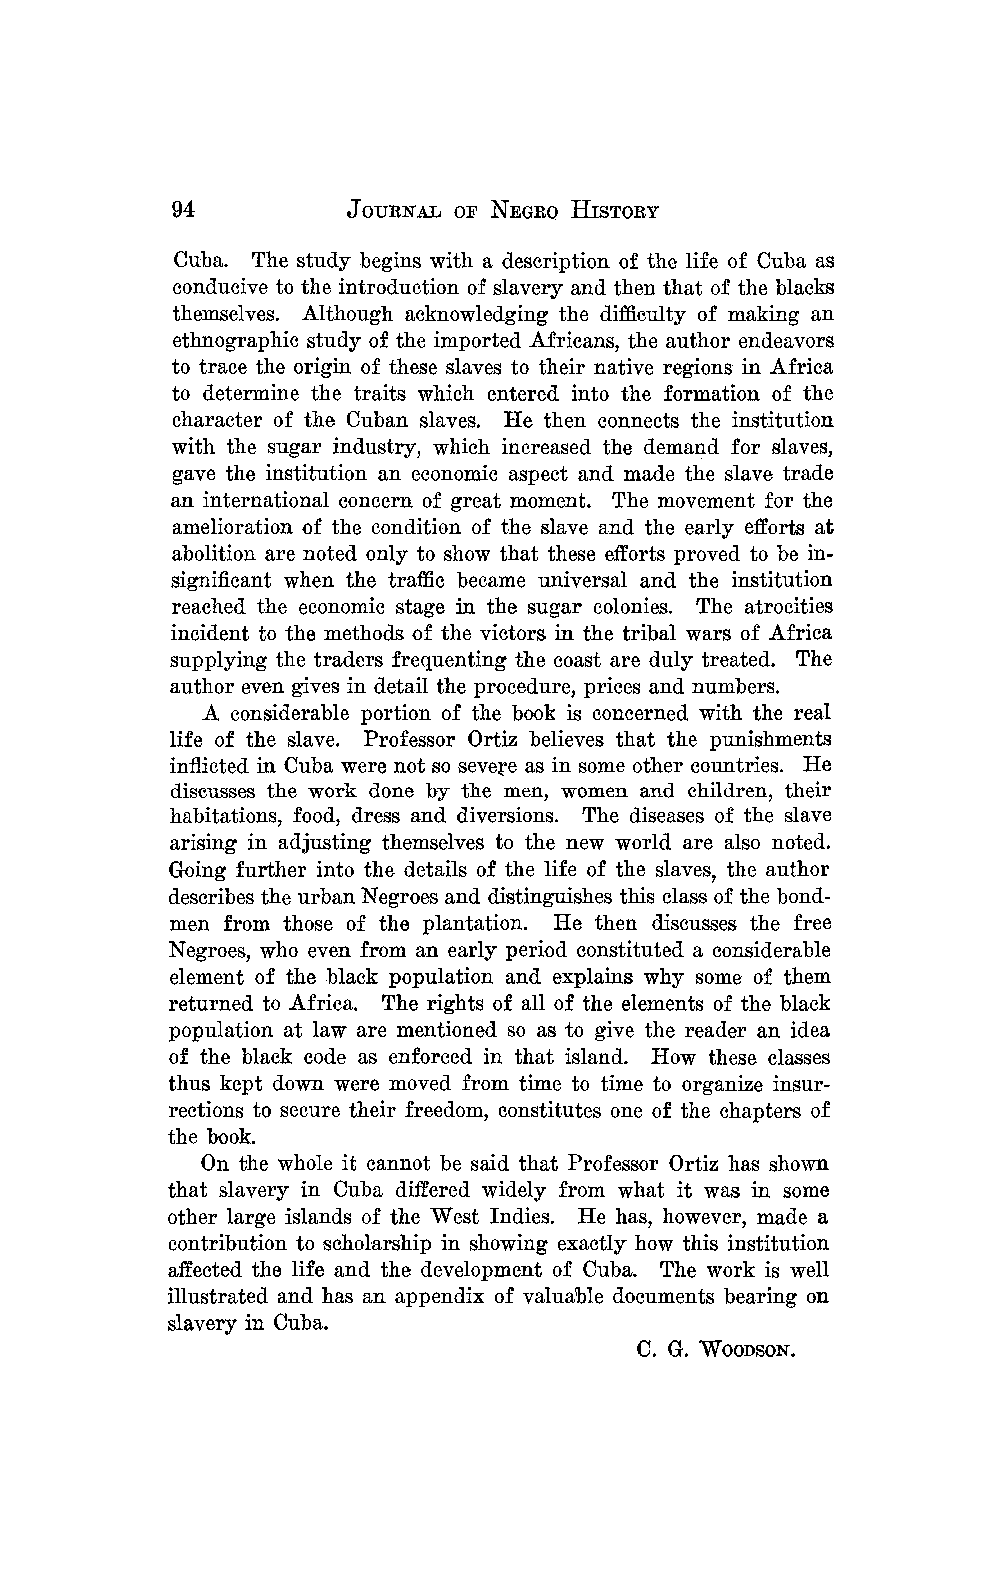 94 JOURNAL OF NEGRO HISTORY
Cuba. The study begins with a description of the life of Cuba as
conducive to the introduction of slavery and then that of the blacks
themselves. Although acknowledging the difficulty of making an
ethnographic study of the imported Africans, the author endeavors
to trace the origin of these slaves to their native regions in Africa
to determine the traits which entered into the formation of the
character of the Cuban slaves. He then connects the institution
with the sugar industry, which increased the demand for slaves,
gave the institution an economic aspect and made the slave trade
an international concern of great moment. The movement for the
amelioration of the condition of the slave and the early efforts at
abolition are noted only to show that these efforts proved to be in-
significant when the traffic became universal and the institution
reached the economic stage in the sugar colonies. The atrocities
incident to the methods of the victors in the tribal wars of Africa
supplying the traders frequenting the coast are duly treated. The
author even gives in detail the procedure, prices and numbers.
A considerable portion of the book is concerned with the real
life of the slave. Professor Ortiz believes that the punishments
inflicted in Cuba were not so severe as in some other countries. He
discusses the work done by the men, women and children, their
habitations, food, dress and diversions. The diseases of the slave
arising in adjusting themselves to the new world are also noted.
Going further into the details of the life of the slaves, the author
describes the urban Negroes and distinguishes this class of the bond-
men from those of the plantation. He then discusses the free
Negroes, who even from an early period constituted a considerable
element of the black population and explains why some of them
returned to Africa. The rights of all of the elements of the black
population at law are mentioned so as to give the reader an idea
of the black code as enforced in that island. How these classes
thus kept down were moved from time to time to organize insur-
rections to secure their freedom, constitutes one of the chapters of
the book.
On the whole it cannot be said that Professor Ortiz has shown
that slavery in Cuba differed widely from what it was in some
other large islands of the West Indies. He has, however, made a
contribution to scholarship in showing exactly how this institution
affected the life and the development of Cuba. The work is well
illustrated and has an appendix of valuable documents bearing on
slavery in Cuba.
C. G. WOODSON.